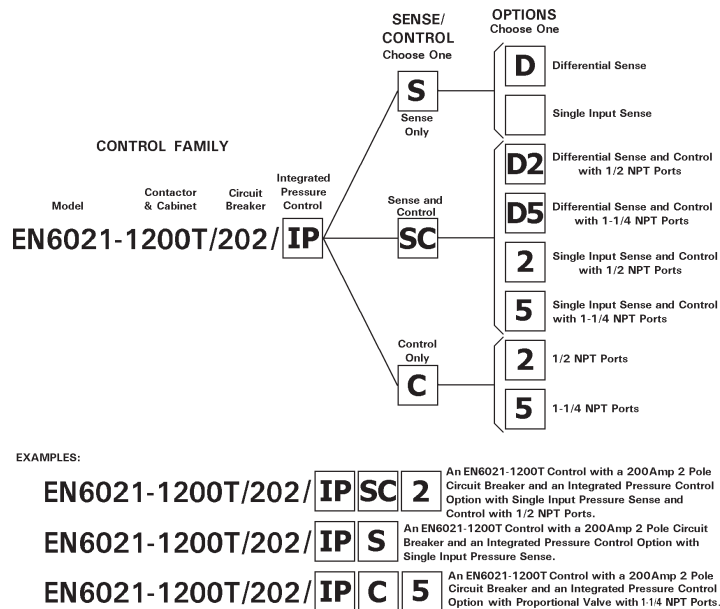 SENSE/
CONTROL
Choose One
OPTIONS
Choose One
S
Sense
Only
D
Differential Sense
Single Input Sense
CONTROL FAMILY
Model
Contactor
& Cabinet
Circuit
Breaker
Integrated
Pressure
Control
EN6021-1200T/202/ IP
Sense and
Control
SC
D2
Differential Sense and Control
with 1/2 NPT Ports
D5
Differential Sense and Control
with 1-1/4 NPT Ports
2
Single Input Sense and Control
with 1/2 NPT Ports
5
Single Input Sense and Control
with 1-1/4 NPT Ports
Control
Only
C
2
1/2 NPT Ports
5
1-1/4 NPT Ports
EXAMPLES:
EN6021-1200T/202/ IP SC 2
An EN6021-1200T Control with a 200Amp 2 Pole
Circuit Breaker and an Integrated Pressure Control
Option with Single Input Pressure Sense and
Control with 1/2 NPT Ports.
EN6021-1200T/202/ IP S
An EN6021-1200T Control with a 200Amp 2 Pole Circuit
Breaker and an Integrated Pressure Control Option with
Single Input Pressure Sense.
EN6021-1200T/202/ IP C 5
An EN6021-1200T Control with a 200Amp 2 Pole
Circuit Breaker and an Integrated Pressure Control
Option with Proportional Valve with 1-1/4 NPT Ports.